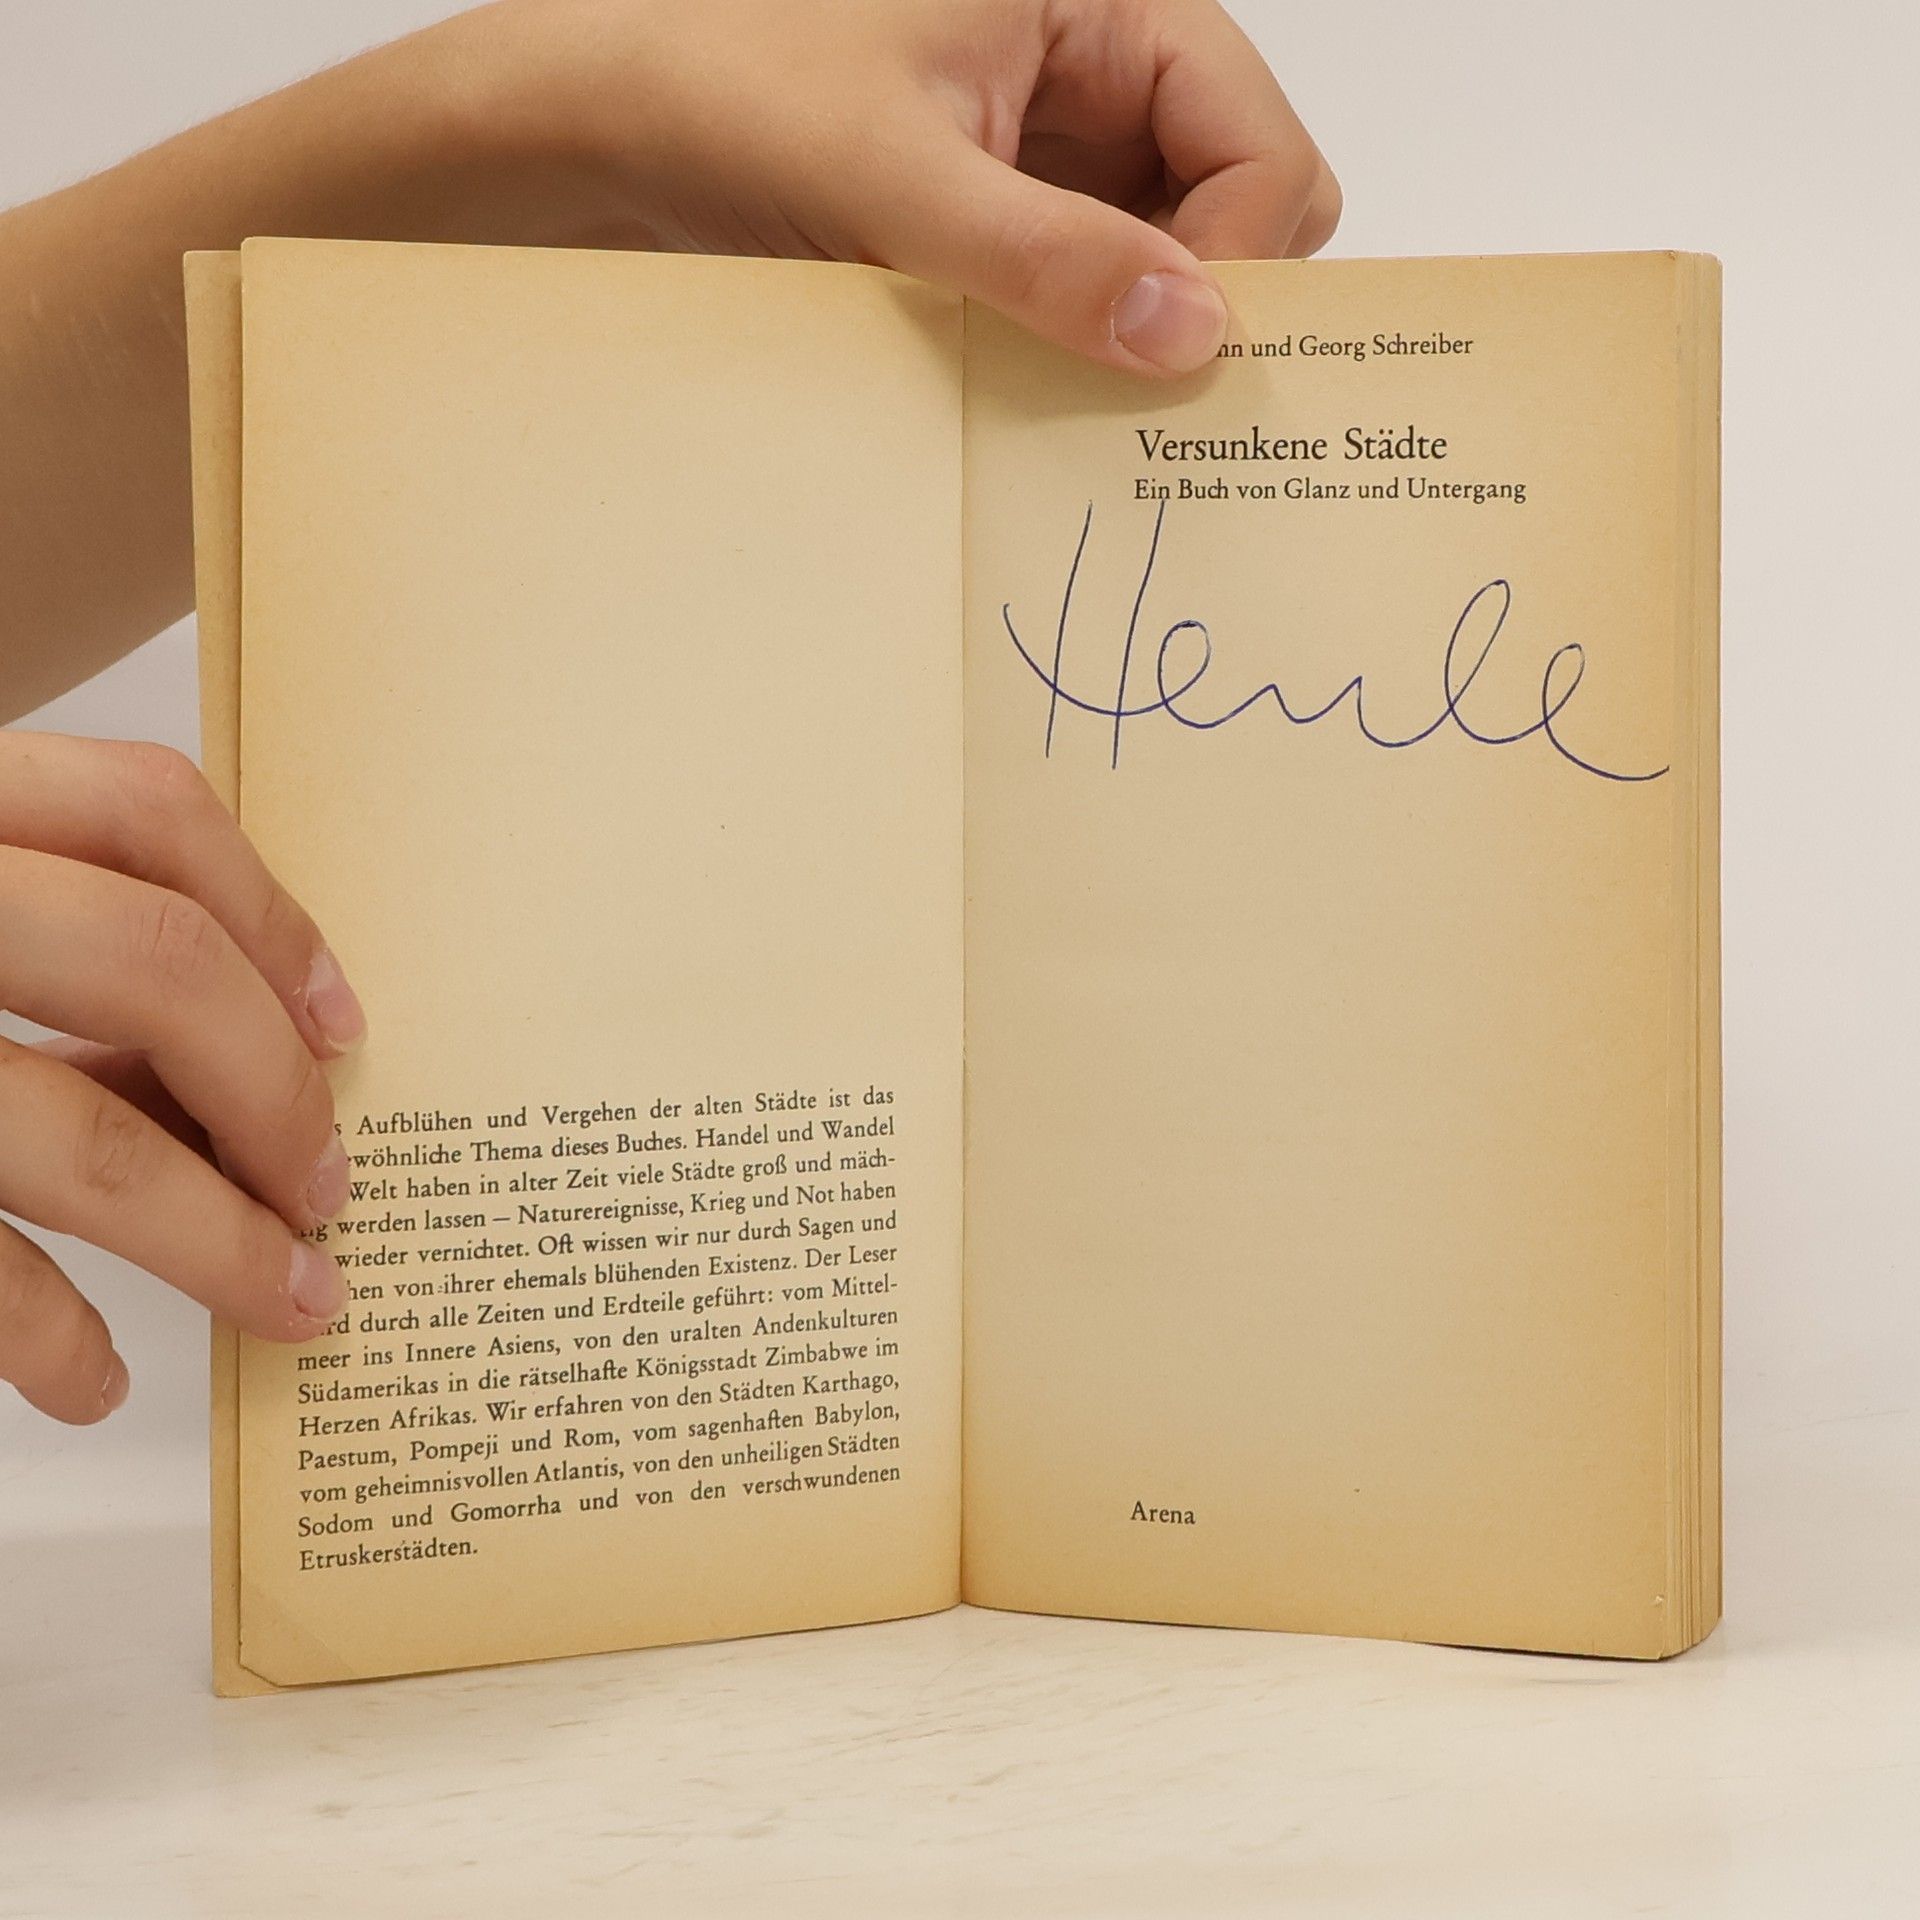 Aufblühen und Vergehen der alten Städte ist das
Thema dieses Buches. Handel und Wandel
Welt haben in alter Zeit viele Städte groß und mäch-
werden lassen — Naturereignisse, Krieg und Not haben
wieder vernichtet. Oft wissen wir nur durch Sagen und
von ihrer ehemals blühenden Existenz. Der Leser
durch alle Zeiten und Erdteile geführt: vom Mittel-
meer ins Innere Asiens, von den uralten Andenkulturen
Südamerikas in die rätselhafte Königsstadt Zimbabwe im
Herzen Afrikas. Wir erfahren von den Städten Karthago,
Paestum, Pompeji und Rom, vom sagenhaften Babylon,
vom geheimnisvollen Atlantis, von den unheiligen Städten
Sodom und Gomorrha und von den verschwundenen
Etruskerstädten.
und Georg Schreiber
Versunkene Städte
Ein Buch von Glanz und Untergang
Henle
Arena